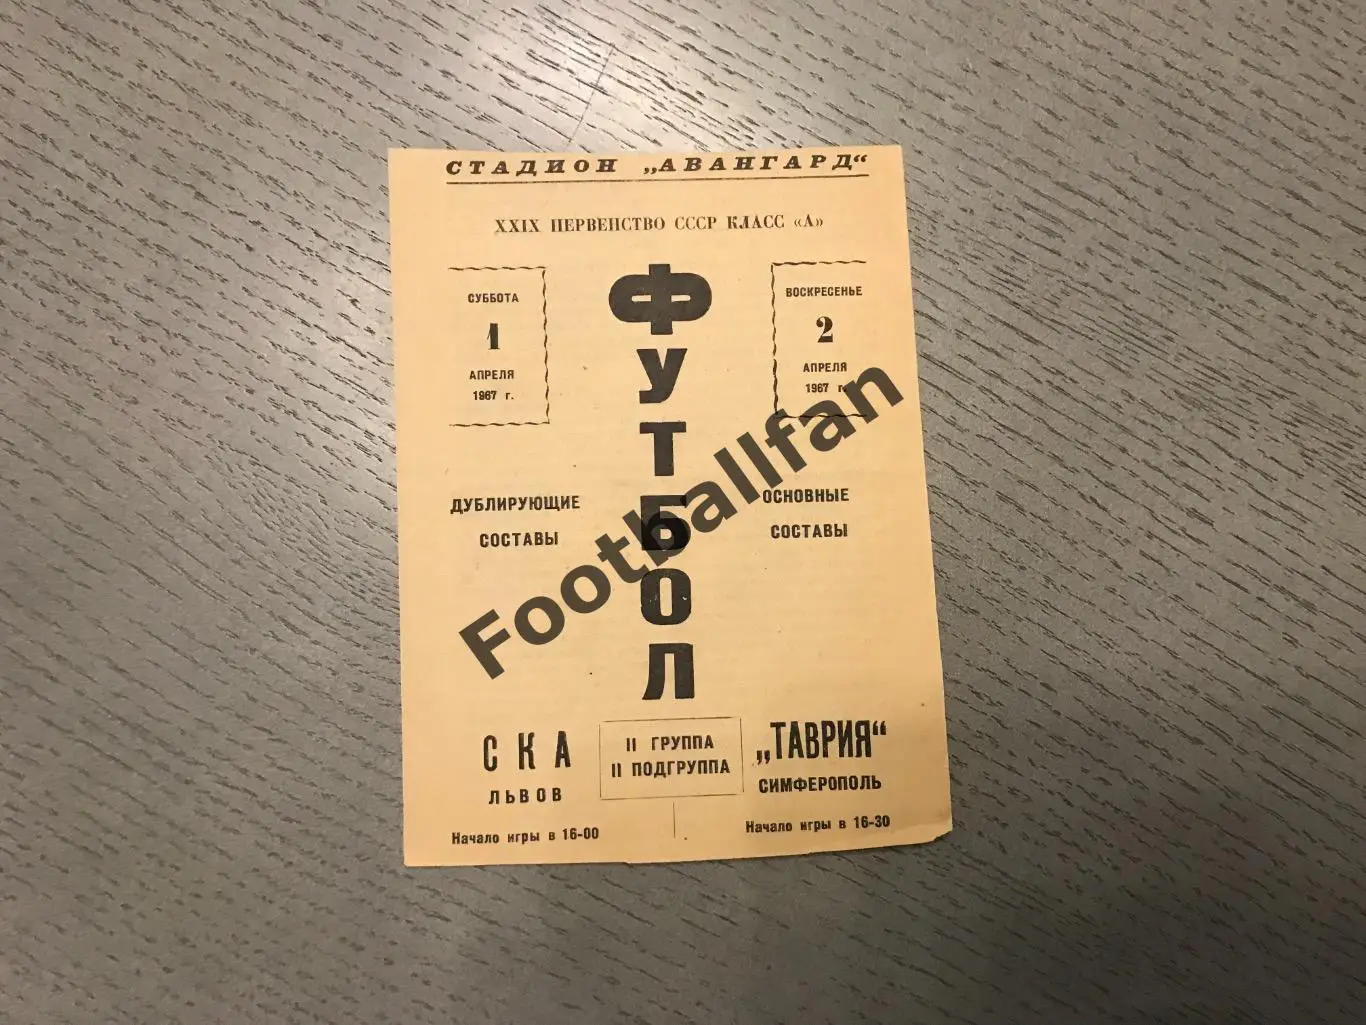 СТАДИОН „АВАНГАРД“
XXIX ПЕРВЕНСТВО СССР КЛАСС «А»
СУББОТА
1
АПРЕЛЯ
1967 г.
ФУТБОЛ
ВОСКРЕСЕНЬЕ
2
АПРЕЛЯ
1967 г.
ДУБЛИРУЮЩИЕ
СОСТАВЫ
ОСНОВНЫЕ
СОСТАВЫ
Footballfan
СКА
ЛЬВОВ
II ГРУППА
II ПОДГРУППА
„ТАВРИЯ“
СИМФЕРОПОЛЬ
Начало игры в 16-00
Начало игры в 16-30